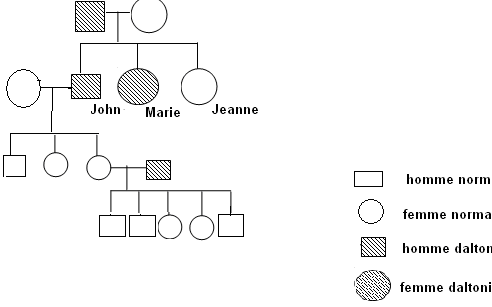 John Marie Jeanne
homme norm
femme norma
homme dalton
femme daltoni